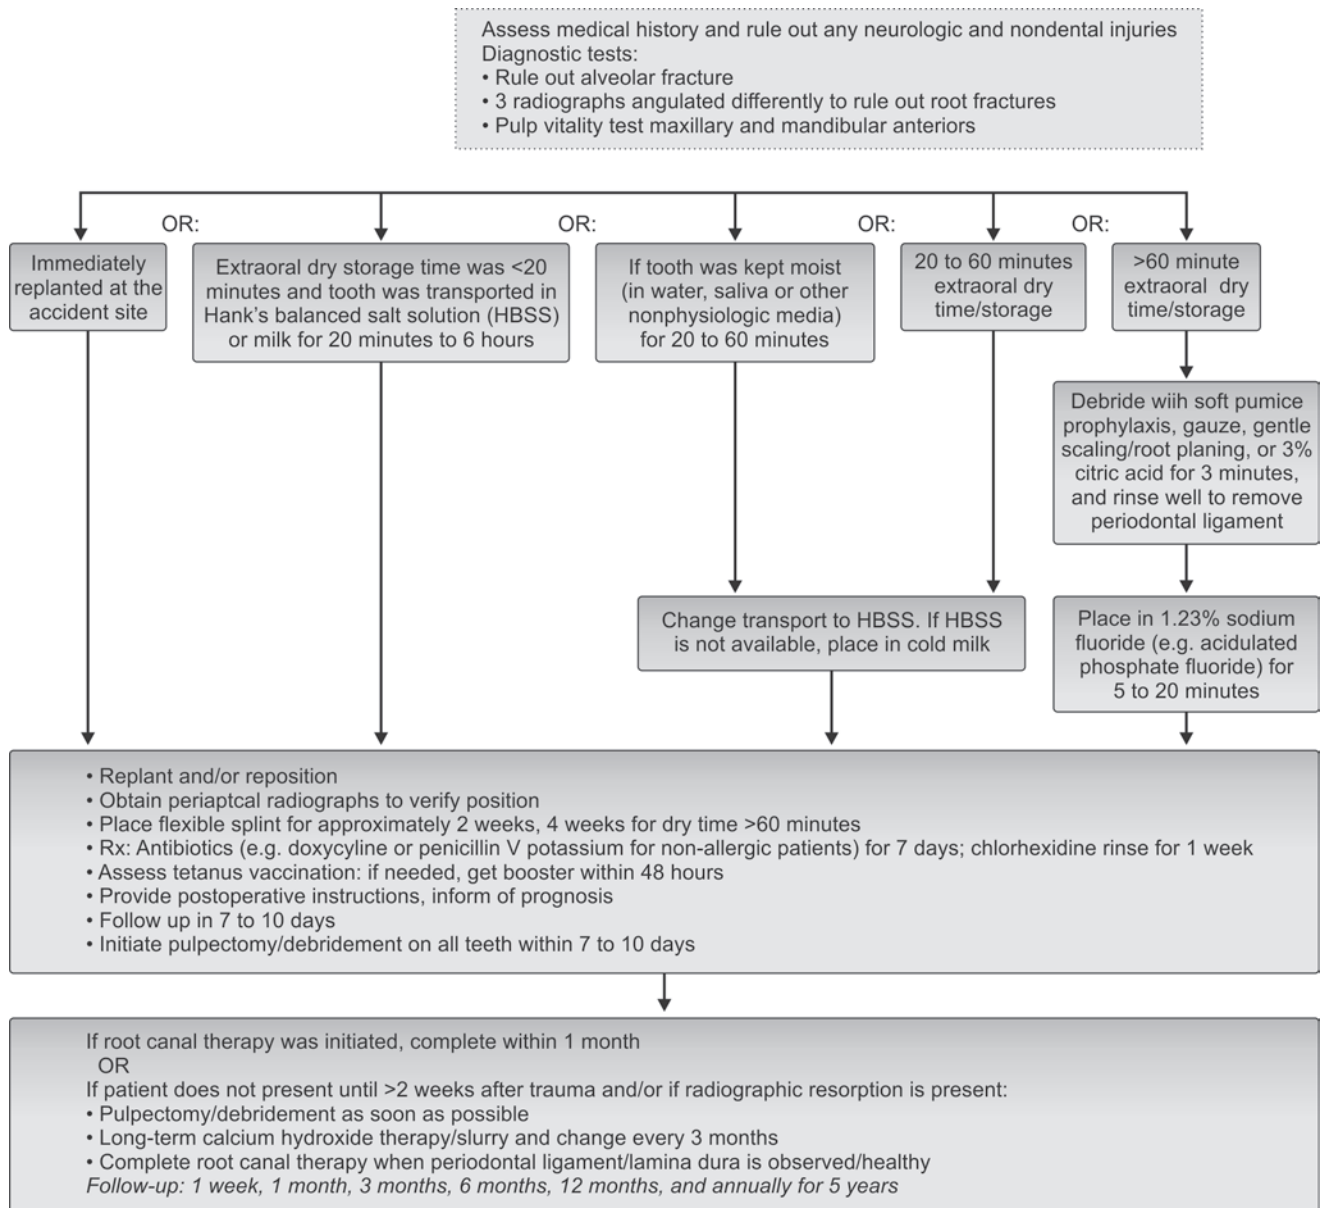 Assess medical history and rule out any neurologic and nondental injuries
Diagnostic tests:
• Rule out alveolar fracture
• 3 radiographs angulated differently to rule out root fractures
• Pulp vitality test maxillary and mandibular anteriors
OR:
OR:
OR:
OR:
Immediately
replanted at the
accident site
Extraoral dry storage time was <20
minutes and tooth was transported in
Hank's balanced salt solution (HBSS)
or milk for 20 minutes to 6 hours
If tooth was kept moist
(in water, saliva or other
nonphysiologic media)
for 20 to 60 minutes
20 to 60 minutes
extraoral dry
time/storage
>60 minute
extraoral dry
time/storage
Debride wiih soft pumice
prophylaxis, gauze, gentle
scaling/root planing, or 3%
citric acid for 3 minutes,
and rinse well to remove
periodontal ligament
Change transport to HBSS. If HBSS
is not available, place in cold milk
Place in 1.23% sodium
fluoride (e.g. acidulated
phosphate fluoride) for
5 to 20 minutes
• Replant and/or reposition
• Obtain periaptcal radiographs to verify position
• Place flexible splint for approximately 2 weeks, 4 weeks for dry time >60 minutes
• Rx: Antibiotics (e.g. doxycyline or penicillin V potassium for non-allergic patients) for 7 days; chlorhexidine rinse for 1 week
• Assess tetanus vaccination: if needed, get booster within 48 hours
• Provide postoperative instructions, inform of prognosis
• Follow up in 7 to 10 days
• Initiate pulpectomy/debridement on all teeth within 7 to 10 days
If root canal therapy was initiated, complete within 1 month
OR
If patient does not present until >2 weeks after trauma and/or if radiographic resorption is present:
• Pulpectomy/debridement as soon as possible
• Long-term calcium hydroxide therapy/slurry and change every 3 months
• Complete root canal therapy when periodontal ligament/lamina dura is observed/healthy
Follow-up: 1 week, 1 month, 3 months, 6 months, 12 months, and annually for 5 years